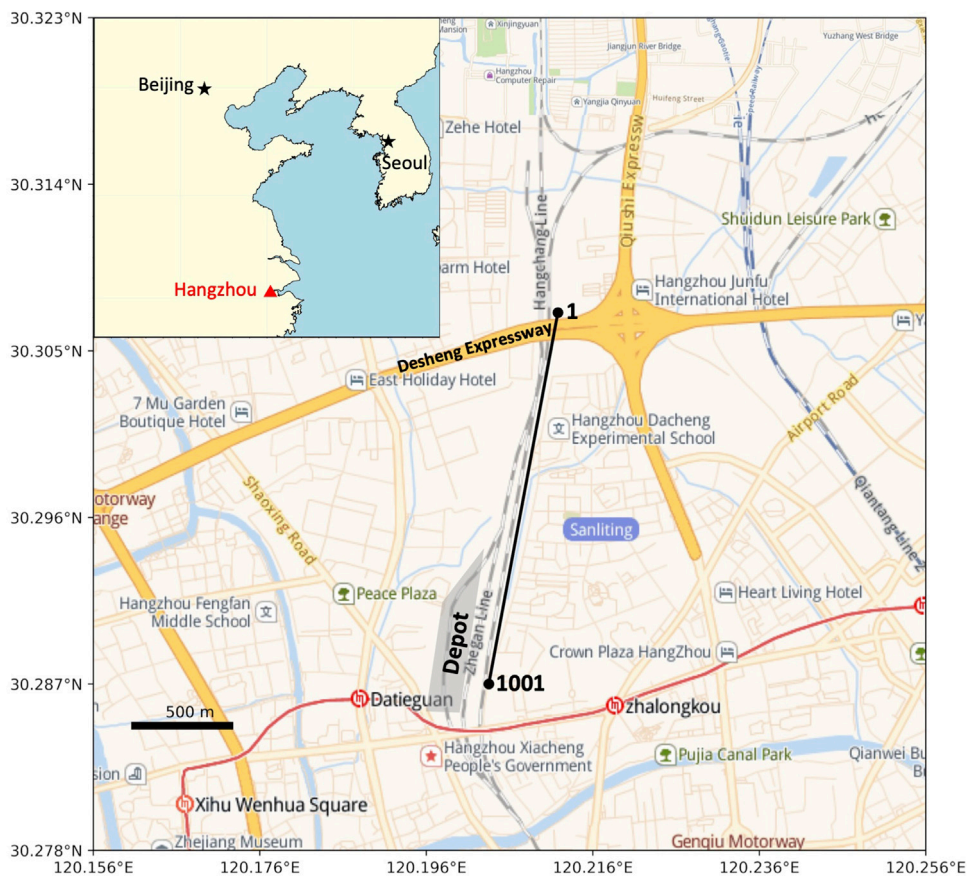 30.323°N
30.314°N
30.305°N
30.296°N
30.287°N
30.278°N
120.156°E
120.176°E
120.196°E
120.216°E
120.236°E
120.256°E
Beijing
Seoul
Hangzhou
Xinjingyuan
Mansion
Hangzhou
Computer Repair
Yangjia Qinyuan
Jiangjun River Bridge
Yuzhang West Bridge
Huifeng Street
Zehe Hotel
Qiushi Expressw
Hangchang Line
Shuidun Leisure Park
arm Hotel
Hangzhou Junfu
International Hotel
1
Desheng Expressway
East Holiday Hotel
7 Mu Garden
Boutique Hotel
Hangzhou Dacheng
Experimental School
Airport Road
Shaoxing Road
otorway
ange
Sanliting
Qiantang-Line-2
Peace Plaza
Hangzhou Fengfan
Middle School
Heart Living Hotel
Depot
Zhegan Line
Crown Plaza HangZhou
1001
500 m
Datieguan
zhalongkou
Hangzhou Xiacheng
People's Government
Pujia Canal Park
Qianwei Bu
Br
sion
Xihu Wenhua Square
Zhejiang Museum
Genqiu Motorway